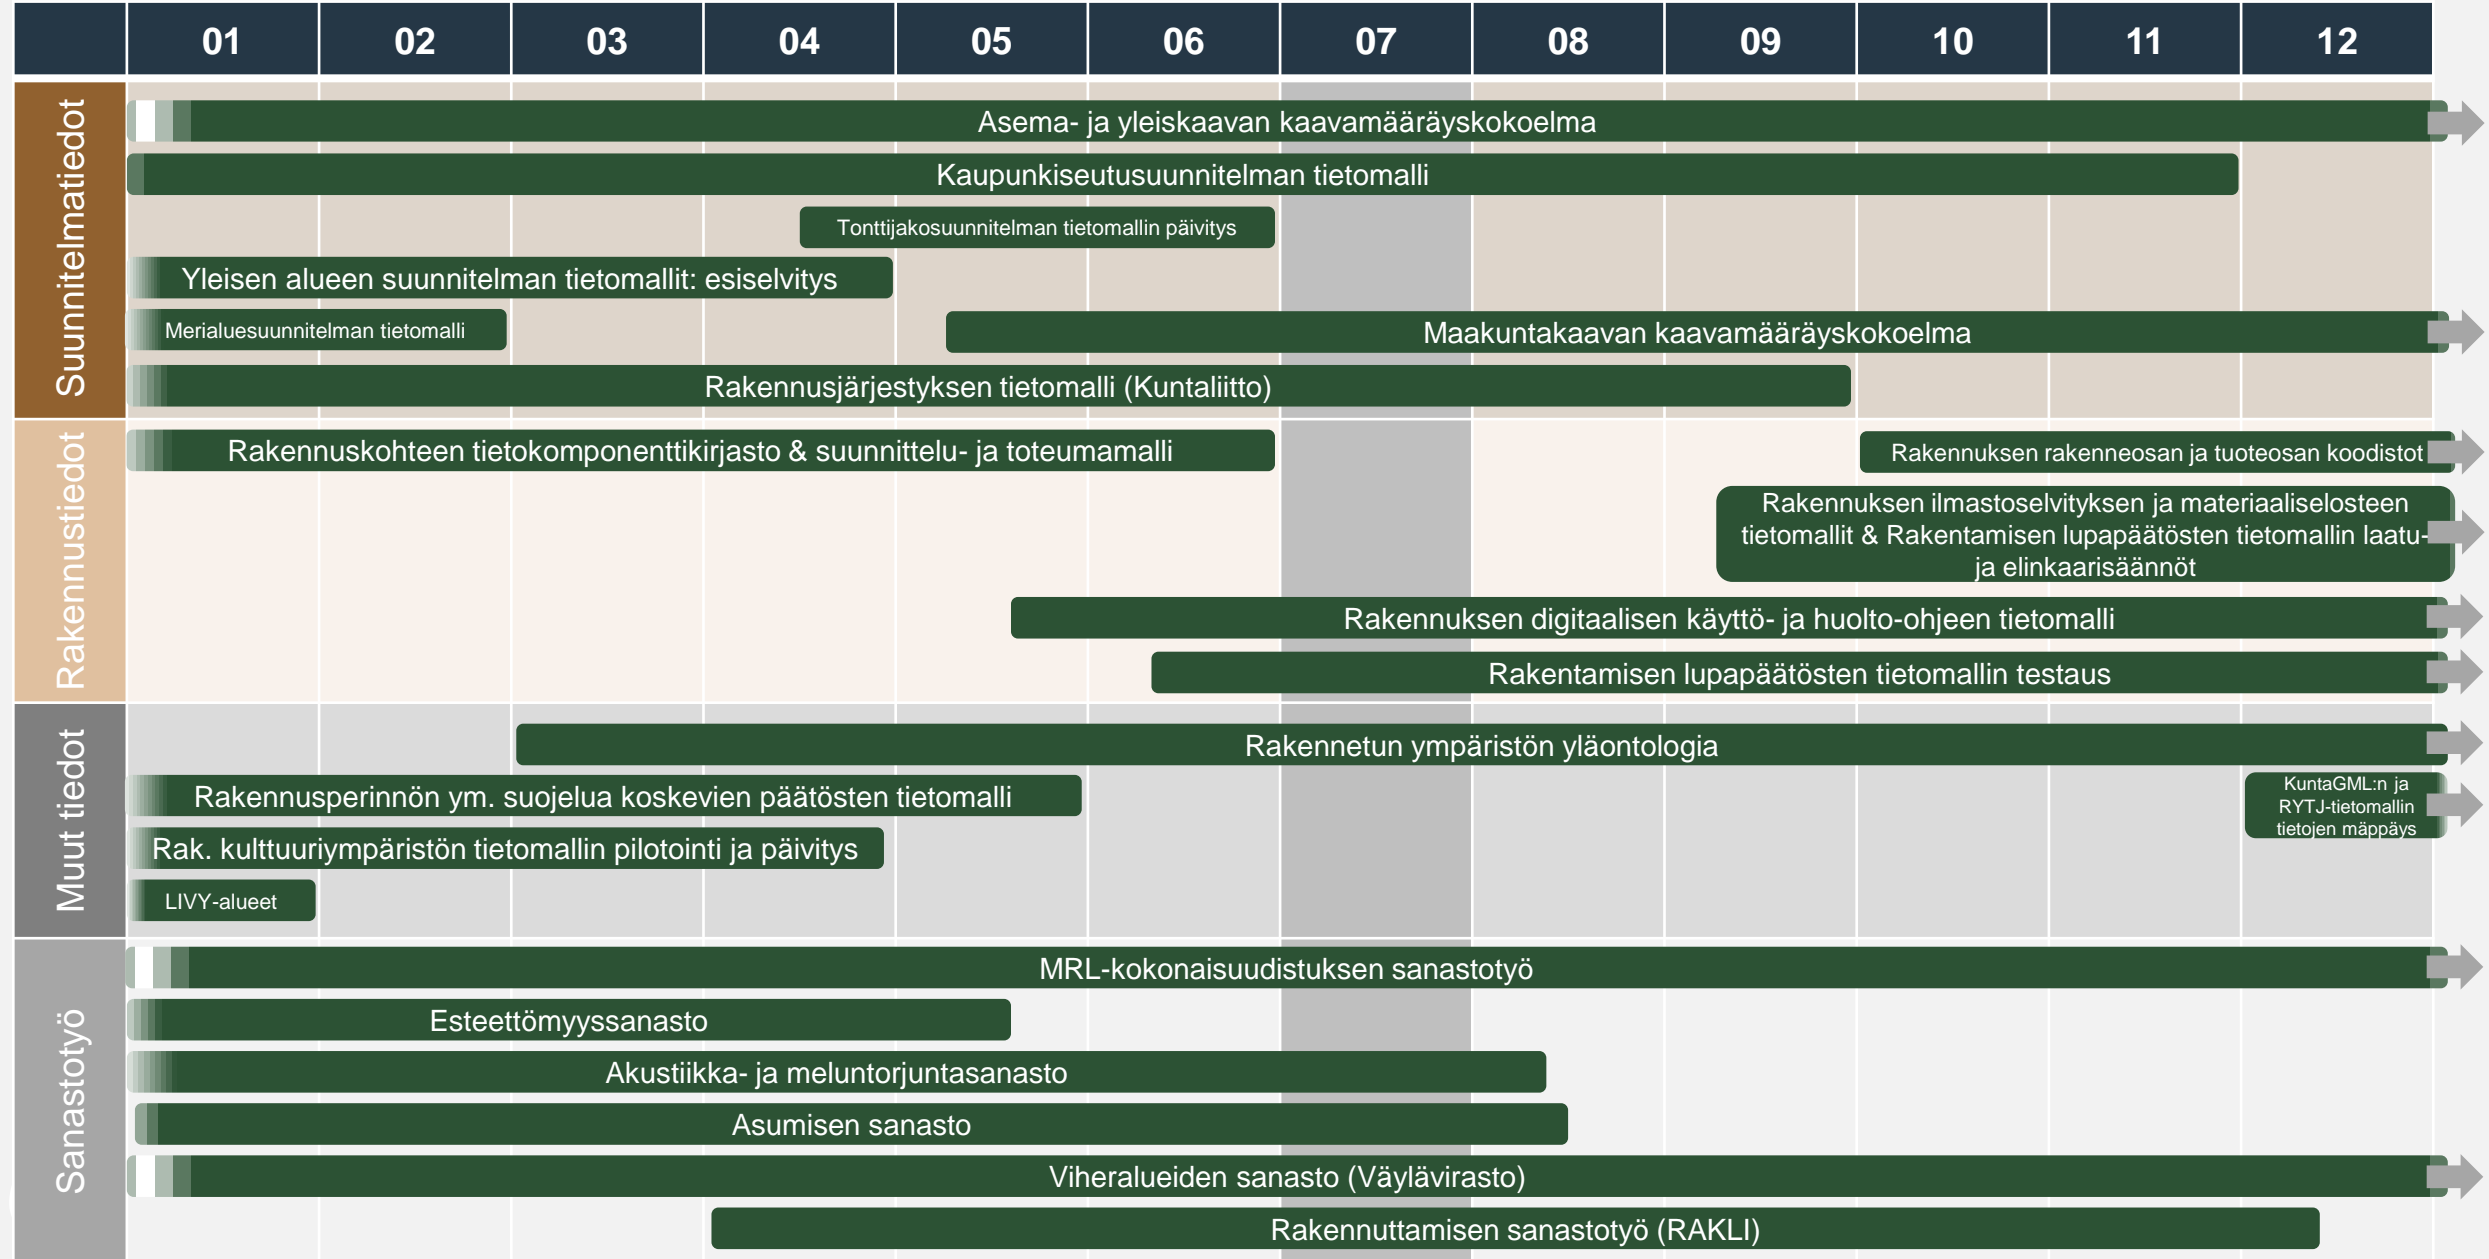 01 02 03 04 05 06 07 08 09 10 11 12
Suunnitelmatiedot
Asema- ja yleiskaavan kaavamääräyskokoelma
Kaupunkiseutusuunnitelman tietomalli
Tonttijakosuunnitelman tietomallin päivitys
Yleisen alueen suunnitelman tietomallit: esiselvitys
Merialuesuunnitelman tietomalli
Maakuntakaavan kaavamääräyskokoelma
Rakennusjärjestyksen tietomalli (Kuntaliitto)
Rakennustiedot
Rakennuskohteen tietokomponenttikirjasto & suunnittelu- ja toteumamalli
Rakennuksen rakenneosan ja tuoteosan koodistot
Rakennuksen ilmastoselvityksen ja materiaaliselosteen
tietomallit & Rakentamisen lupapäätösten tietomallin laatu-
ja elinkaarisäännöt
Rakennuksen digitaalisen käyttö- ja huolto-ohjeen tietomalli
Rakentamisen lupapäätösten tietomallin testaus
Muut tiedot
Rakennetun ympäristön yläontologia
Rakennusperinnön ym. suojelua koskevien päätösten tietomalli
KuntaGML:n ja
RYTJ-tietomallin
tietojen mäppäys
Rak. kulttuuriympäristön tietomallin pilotointi ja päivitys
LIVY-alueet
Sanastotyö
MRL-kokonaisuudistuksen sanastotyö
Esteettömyyssanasto
Akustiikka- ja meluntorjuntasanasto
Asumisen sanasto
Viheralueiden sanasto (Väylävirasto)
Rakennuttamisen sanastotyö (RAKLI)